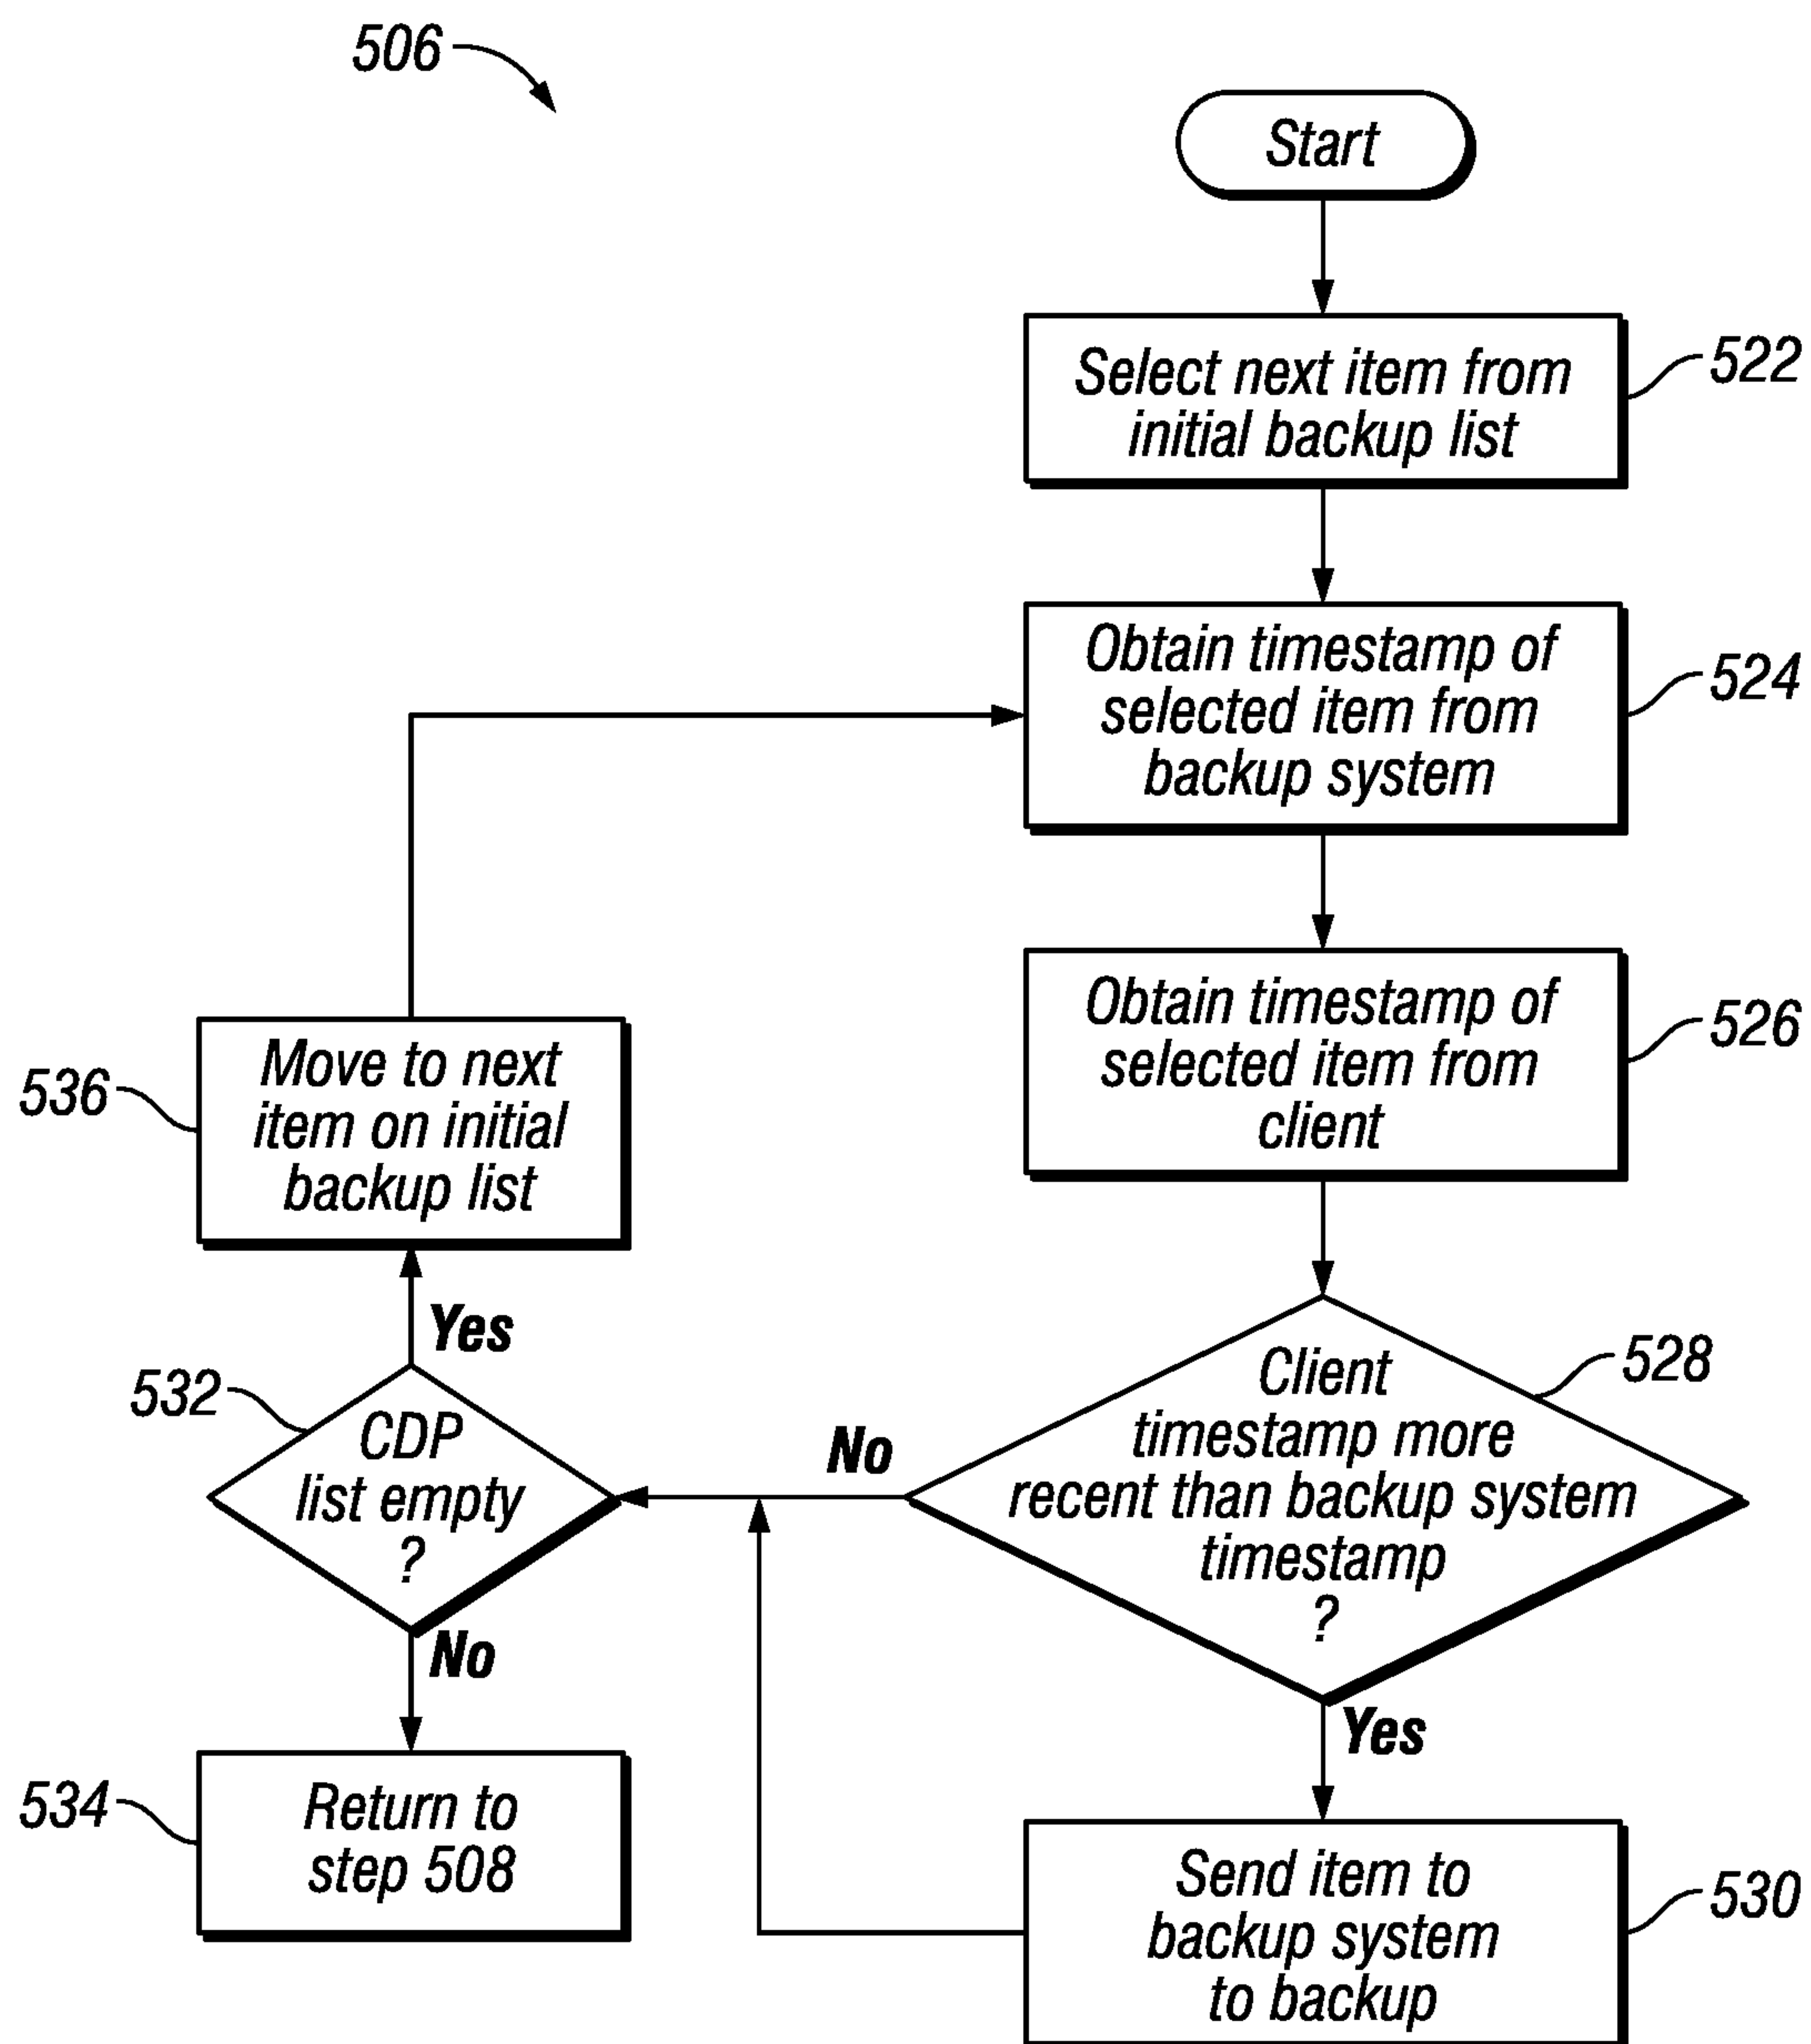 506
Start
Select next item from
initial backup list
522
Obtain timestamp of
selected item from
backup system
524
Obtain timestamp of
selected item from
client
526
Move to next
item on initial
backup list
536
Yes
532
CDP
list empty
?
No
Client
timestamp more
recent than backup system
timestamp
?
528
No
Yes
Return to
step 508
534
Send item to
backup system
to backup
530